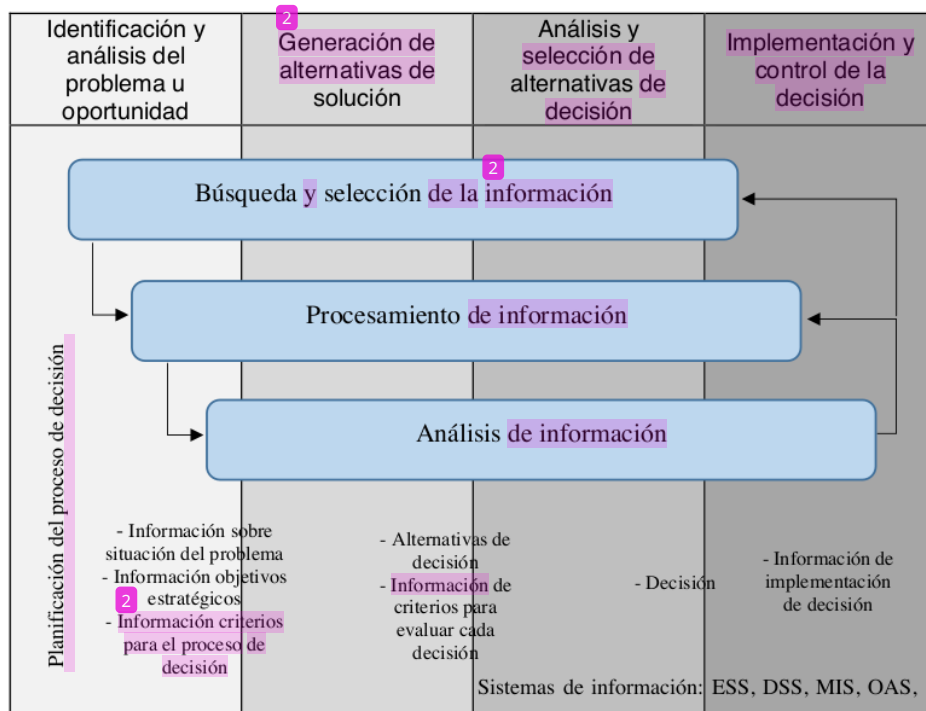 Identificación y
análisis del
problema u
oportunidad
2
Generación de
alternativas de
solución
Análisis y
selección de
alternativas de
decisión
Implementación y
control de la
decisión
2
Búsqueda y selección de la información
Procesamiento de información
Análisis de información
Planificación del proceso de decisión
- Información sobre
situación del problema
- Información objetivos
estratégicos
2
- Información criterios
para el proceso de
decisión
- Alternativas de
decisión
- Información de
criterios para
evaluar cada
decisión
- Decisión
- Información de
implementación
de decisión
Sistemas de información: ESS, DSS, MIS, OAS,